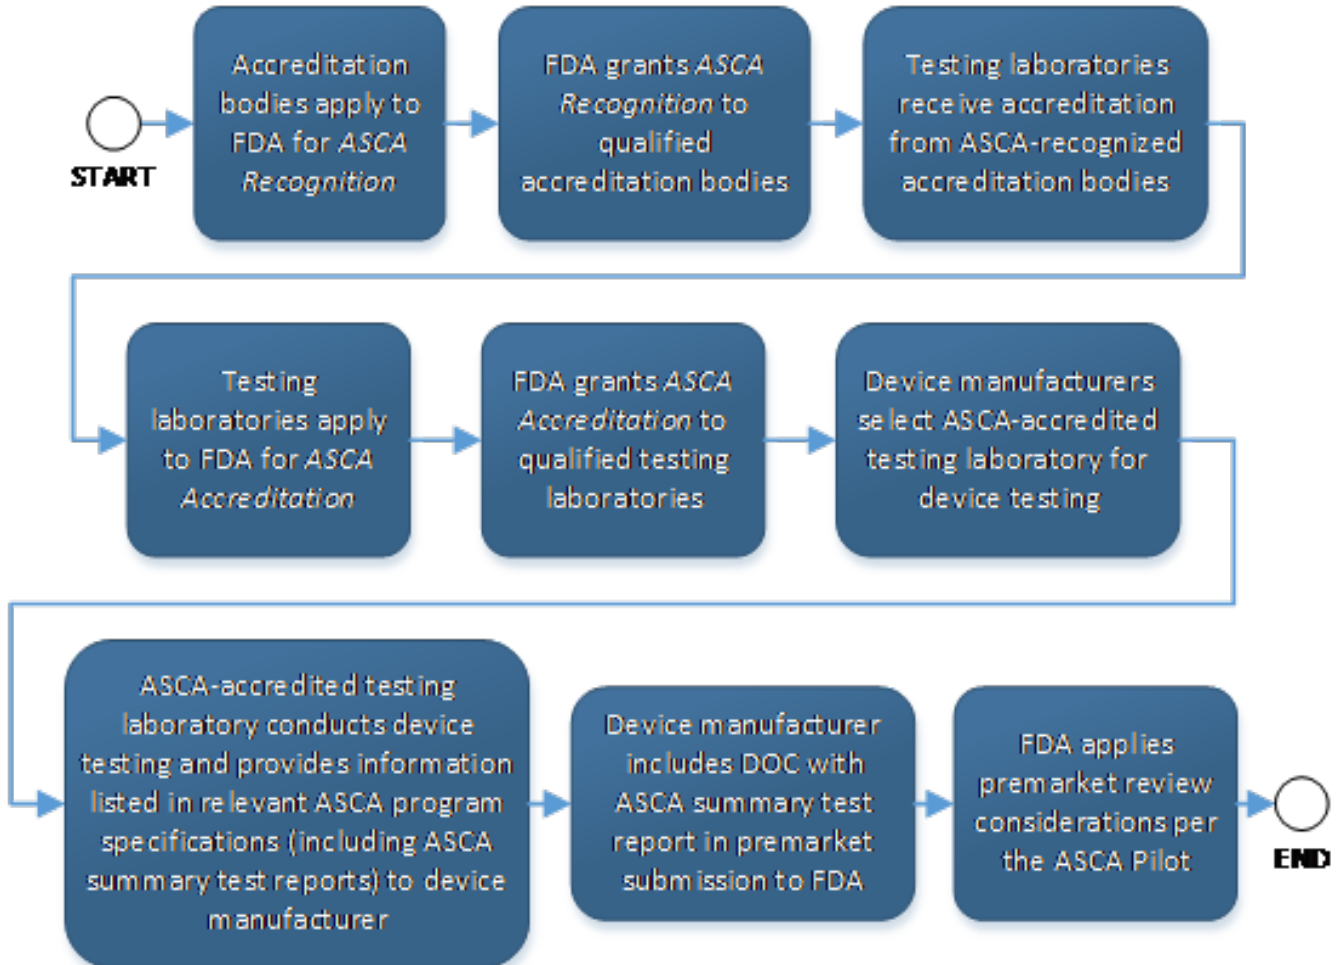 START
Accreditation
bodies apply to
FDA for ASCA
Recognition
FDA grants ASCA
Recognition to
qualified
accreditation bodies
Testing laboratories
receive accreditation
from ASCA-recognized
accreditation bodies
Testing
laboratories apply
to FDA for ASCA
Accreditation
FDA grants ASCA
Accreditation to
qualified testing
laboratories
Device manufacturers
select ASCA-accredited
testing laboratory for
device testing
ASCA-accredited testing
laboratory conducts device
testing and provides information
listed in relevant ASCA program
specifications (including ASCA
summary test reports) to device
manufacturer
Device manufacturer
includes DOC with
ASCA summary test
report in premarket
submission to FDA
FDA applies
premarket review
considerations per
the ASCA Pilot
END